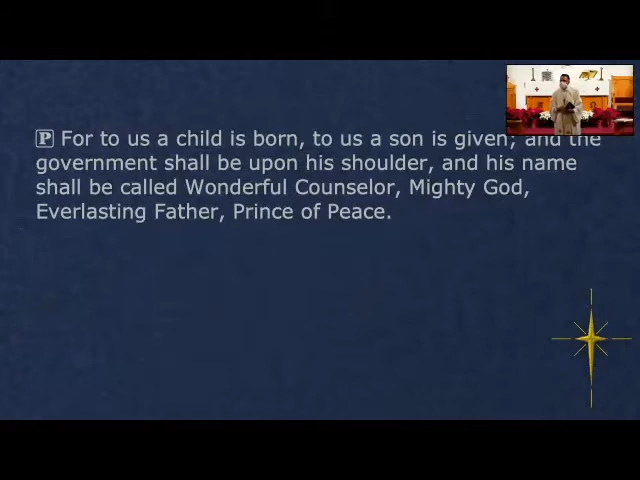 P For to us a child is born, to us a son is given; and the
government shall be upon his shoulder, and his name
shall be called Wonderful Counselor, Mighty God,
Everlasting Father, Prince of Peace.